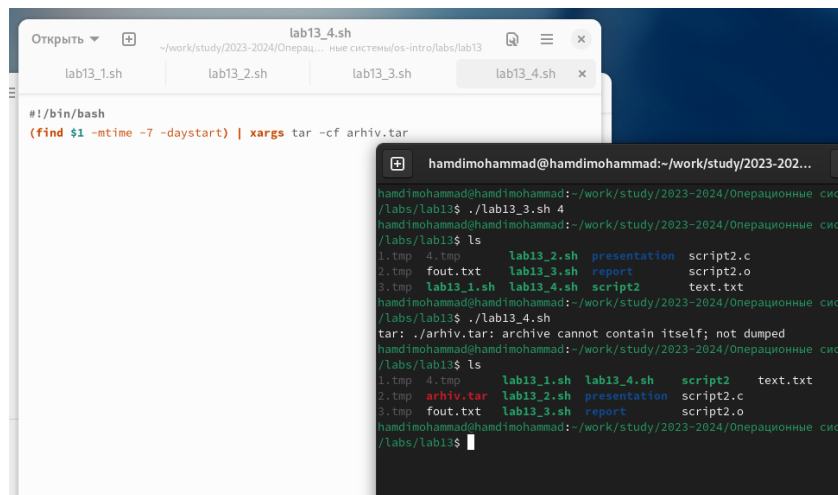 Открыть
lab13_4.sh
~/work/study/2023-2024/Операц... ные системы/os-intro/labs/lab13
lab13_1.sh lab13_2.sh lab13_3.sh lab13_4.sh
#!/bin/bash
(find $1 -mtime -7 -daystart) | xargs tar -cf arhiv.tar
hamdimohammad@hamdimohammad:~/work/study/2023-202...
hamdimohammad@hamdimohammad:~/work/study/2023-2024/Операционные сис
/labs/lab13$ ./lab13_3.sh 4
hamdimohammad@hamdimohammad:~/work/study/2023-2024/Операционные сис
/labs/lab13$ ls
1.tmp 4.tmp lab13_2.sh presentation script2.c
2.tmp fout.txt lab13_3.sh report script2.o
3.tmp lab13_1.sh lab13_4.sh script2 text.txt
hamdimohammad@hamdimohammad:~/work/study/2023-2024/Операционные сис
/labs/lab13$ ./lab13_4.sh
tar: ./arhiv.tar: archive cannot contain itself; not dumped
hamdimohammad@hamdimohammad:~/work/study/2023-2024/Операционные сис
/labs/lab13$ ls
1.tmp 4.tmp lab13_1.sh lab13_4.sh script2 text.txt
2.tmp arhiv.tar lab13_2.sh presentation script2.c
3.tmp fout.txt lab13_3.sh report script2.o
hamdimohammad@hamdimohammad:~/work/study/2023-2024/Операционные сис
/labs/lab13$